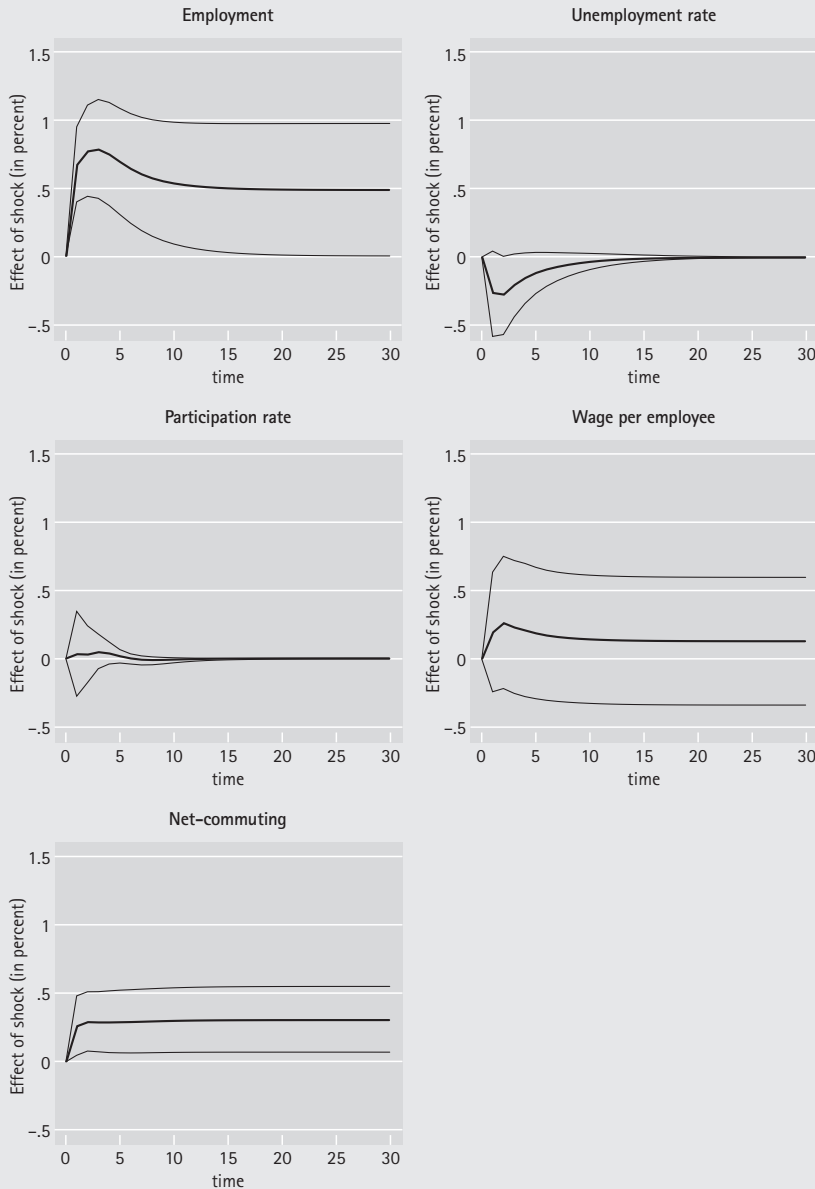 Employment
Effect of shock (in percent)
1.5
1
.5
0
−.5
0 5 10 15 20 25 30
time
Unemployment rate
Effect of shock (in percent)
1.5
1
.5
0
−.5
0 5 10 15 20 25 30
time
Participation rate
Effect of shock (in percent)
1.5
1
.5
0
−.5
0 5 10 15 20 25 30
time
Wage per employee
Effect of shock (in percent)
1.5
1
.5
0
−.5
0 5 10 15 20 25 30
time
Net-commuting
Effect of shock (in percent)
1.5
1
.5
0
−.5
0 5 10 15 20 25 30
time